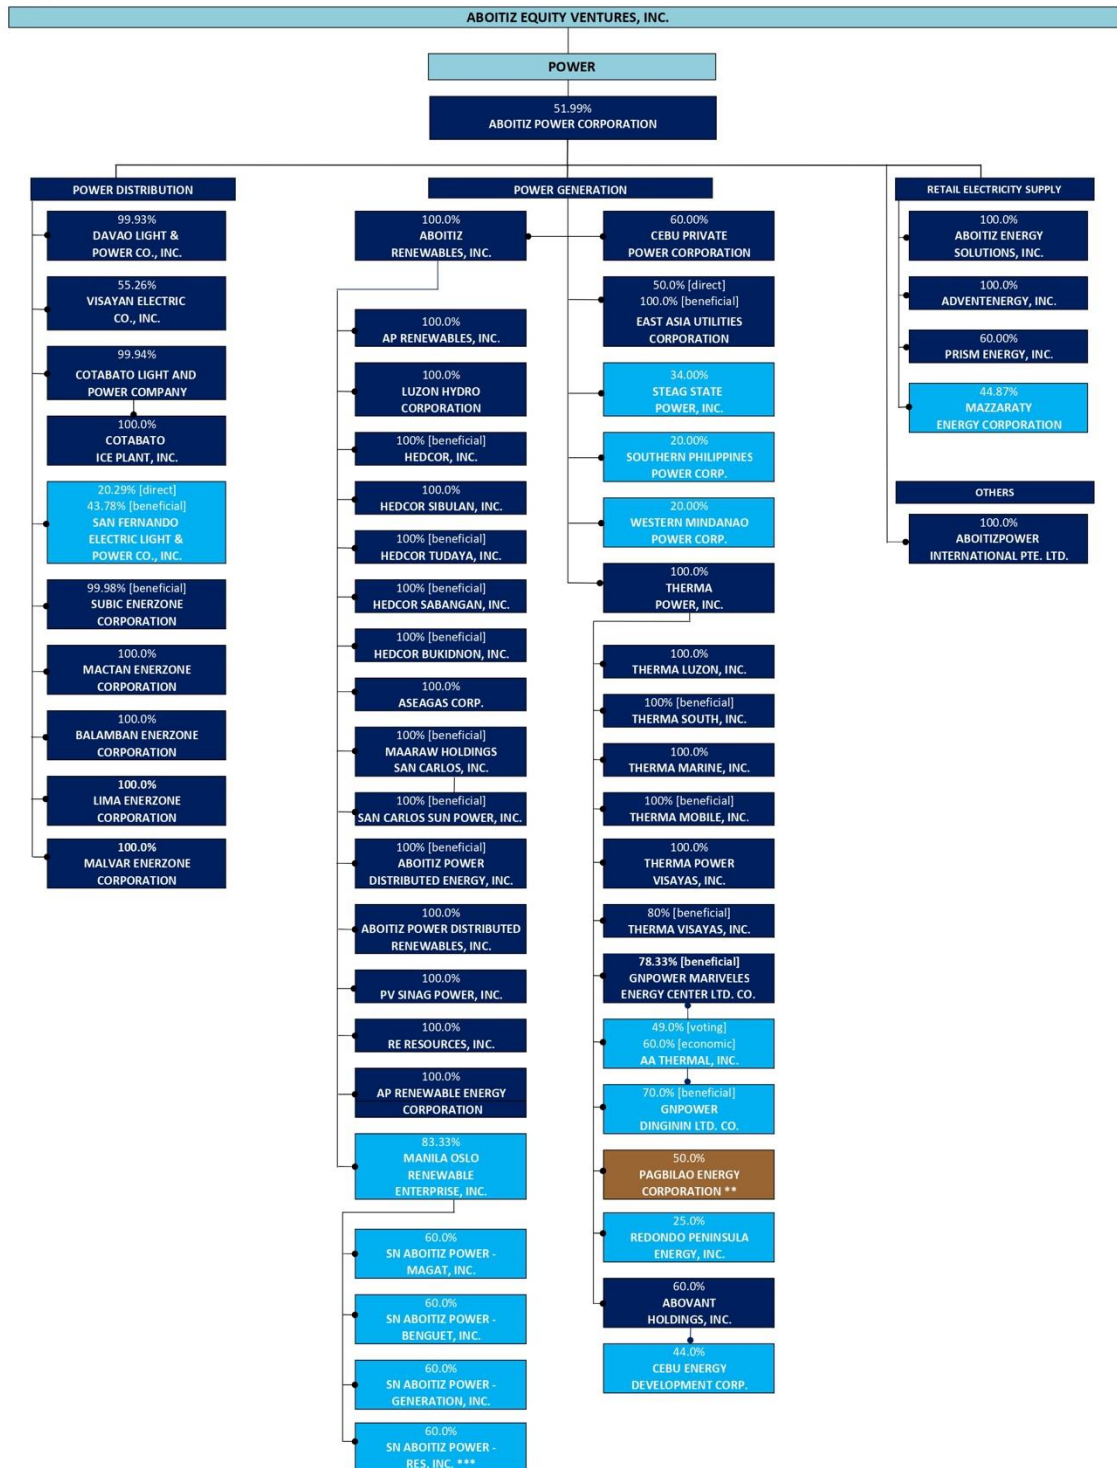 ABOITIZ EQUITY VENTURES, INC.
POWER
51.99%
ABOITIZ POWER CORPORATION
POWER DISTRIBUTION
99.93%
DAVAO LIGHT &
POWER CO., INC.
55.26%
VISAYAN ELECTRIC
CO., INC.
99.94%
COTABATO LIGHT AND
POWER COMPANY
100.0%
COTABATO
ICE PLANT, INC.
20.29% [direct]
43.78% [beneficial]
SAN FERNANDO
ELECTRIC LIGHT &
POWER CO., INC.
99.98% [beneficial]
SUBIC ENERZONE
CORPORATION
100.0%
MACTAN ENERZONE
CORPORATION
100.0%
BALAMBAN ENERZONE
CORPORATION
100.0%
LIMA ENERZONE
CORPORATION
100.0%
MALVAR ENERZONE
CORPORATION
POWER GENERATION
100.0%
ABOITIZ
RENEWABLES, INC.
100.0%
AP RENEWABLES, INC.
100.0%
LUZON HYDRO
CORPORATION
100% [beneficial]
HEDCOR, INC.
100.0%
HEDCOR SIBULAN, INC.
100% [beneficial]
HEDCOR TUDAYA, INC.
100% [beneficial]
HEDCOR SABANGAN, INC.
100% [beneficial]
HEDCOR BUKIDNON, INC.
100.0%
ASEAGAS CORP.
100% [beneficial]
MAARAW HOLDINGS
SAN CARLOS, INC.
100% [beneficial]
SAN CARLOS SUN POWER, INC.
100% [beneficial]
ABOITIZ POWER
DISTRIBUTED ENERGY, INC.
100.0%
ABOITIZ POWER DISTRIBUTED
RENEWABLES, INC.
100.0%
PV SINAG POWER, INC.
100.0%
RE RESOURCES, INC.
100.0%
AP RENEWABLE ENERGY
CORPORATION
83.33%
MANILA OSLO
RENEWABLE
ENTERPRISE, INC.
60.0%
SN ABOITIZ POWER -
MAGAT, INC.
60.0%
SN ABOITIZ POWER -
BENGUET, INC.
60.0%
SN ABOITIZ POWER -
GENERATION, INC.
60.0%
SN ABOITIZ POWER -
RES, INC. ***
60.00%
CEBU PRIVATE
POWER CORPORATION
50.0% [direct]
100.0% [beneficial]
EAST ASIA UTILITIES
CORPORATION
34.00%
STEAG STATE
POWER, INC.
20.00%
SOUTHERN PHILIPPINES
POWER CORP.
20.00%
WESTERN MINDANAO
POWER CORP.
100.0%
THERMA
POWER, INC.
100.0%
THERMA LUZON, INC.
100% [beneficial]
THERMA SOUTH, INC.
100.0%
THERMA MARINE, INC.
100% [beneficial]
THERMA MOBILE, INC.
100.0%
THERMA POWER
VISAYAS, INC.
80% [beneficial]
THERMA VISAYAS, INC.
78.33% [beneficial]
GNPOWER MARIVELES
ENERGY CENTER LTD. CO.
49.0% [voting]
60.0% [economic]
AA THERMAL, INC.
70.0% [beneficial]
GNPOWER
DINGININ LTD. CO.
50.0%
PAGBILAO ENERGY
CORPORATION **
25.0%
REDONDO PENINSULA
ENERGY, INC.
60.0%
ABOVANT
HOLDINGS, INC.
44.0%
CEBU ENERGY
DEVELOPMENT CORP.
RETAIL ELECTRICITY SUPPLY
100.0%
ABOITIZ ENERGY
SOLUTIONS, INC.
100.0%
ADVENTENERGY, INC.
60.00%
PRISM ENERGY, INC.
44.87%
MAZZARATY
ENERGY CORPORATION
OTHERS
100.0%
ABOITIZPOWER
INTERNATIONAL PTE. LTD.